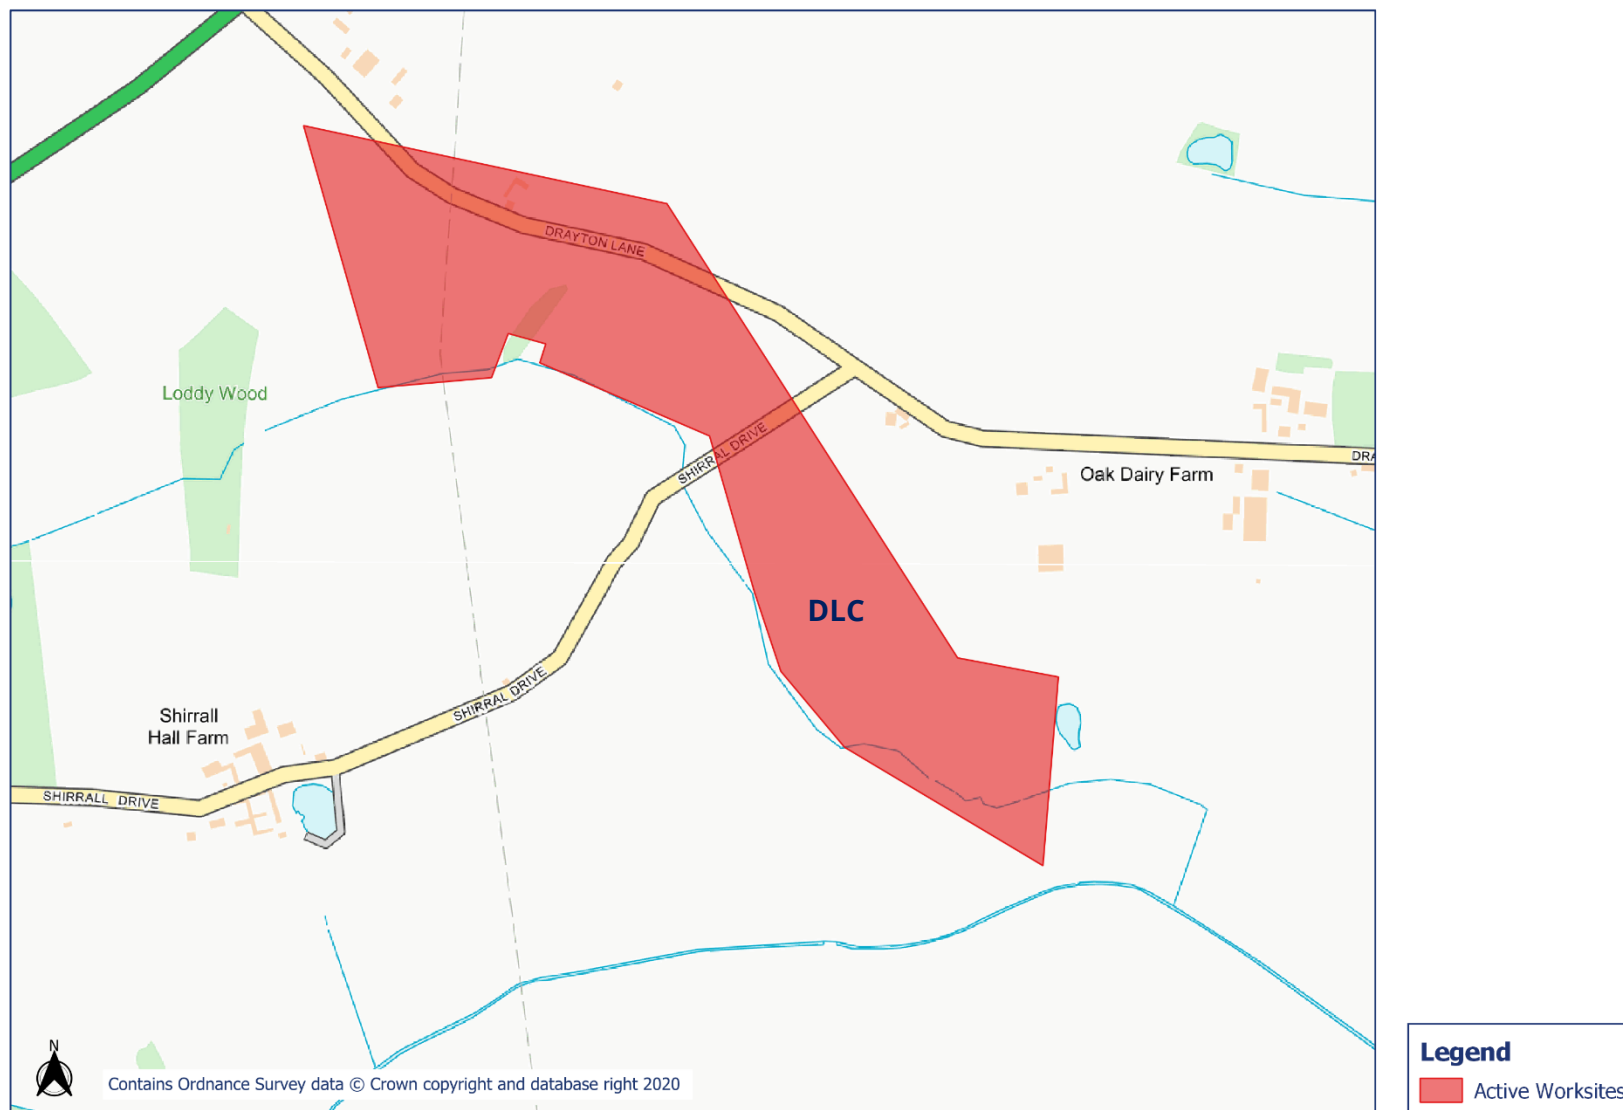 DRAYTON LANE
Loddy Wood
SHIRRAL DRIVE
DRA
Oak Dairy Farm
DLC
SHIRRAL DRIVE
Shirrall
Hall Farm
SHIRRALL DRIVE
N
Contains Ordnance Survey data © Crown copyright and database right 2020
Legend
Active Worksites